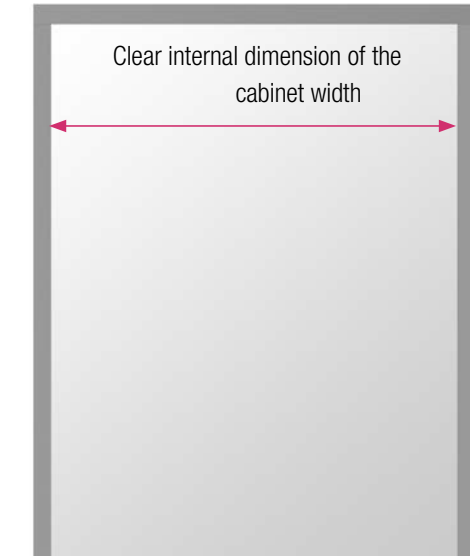 Clear internal dimension of the
cabinet width